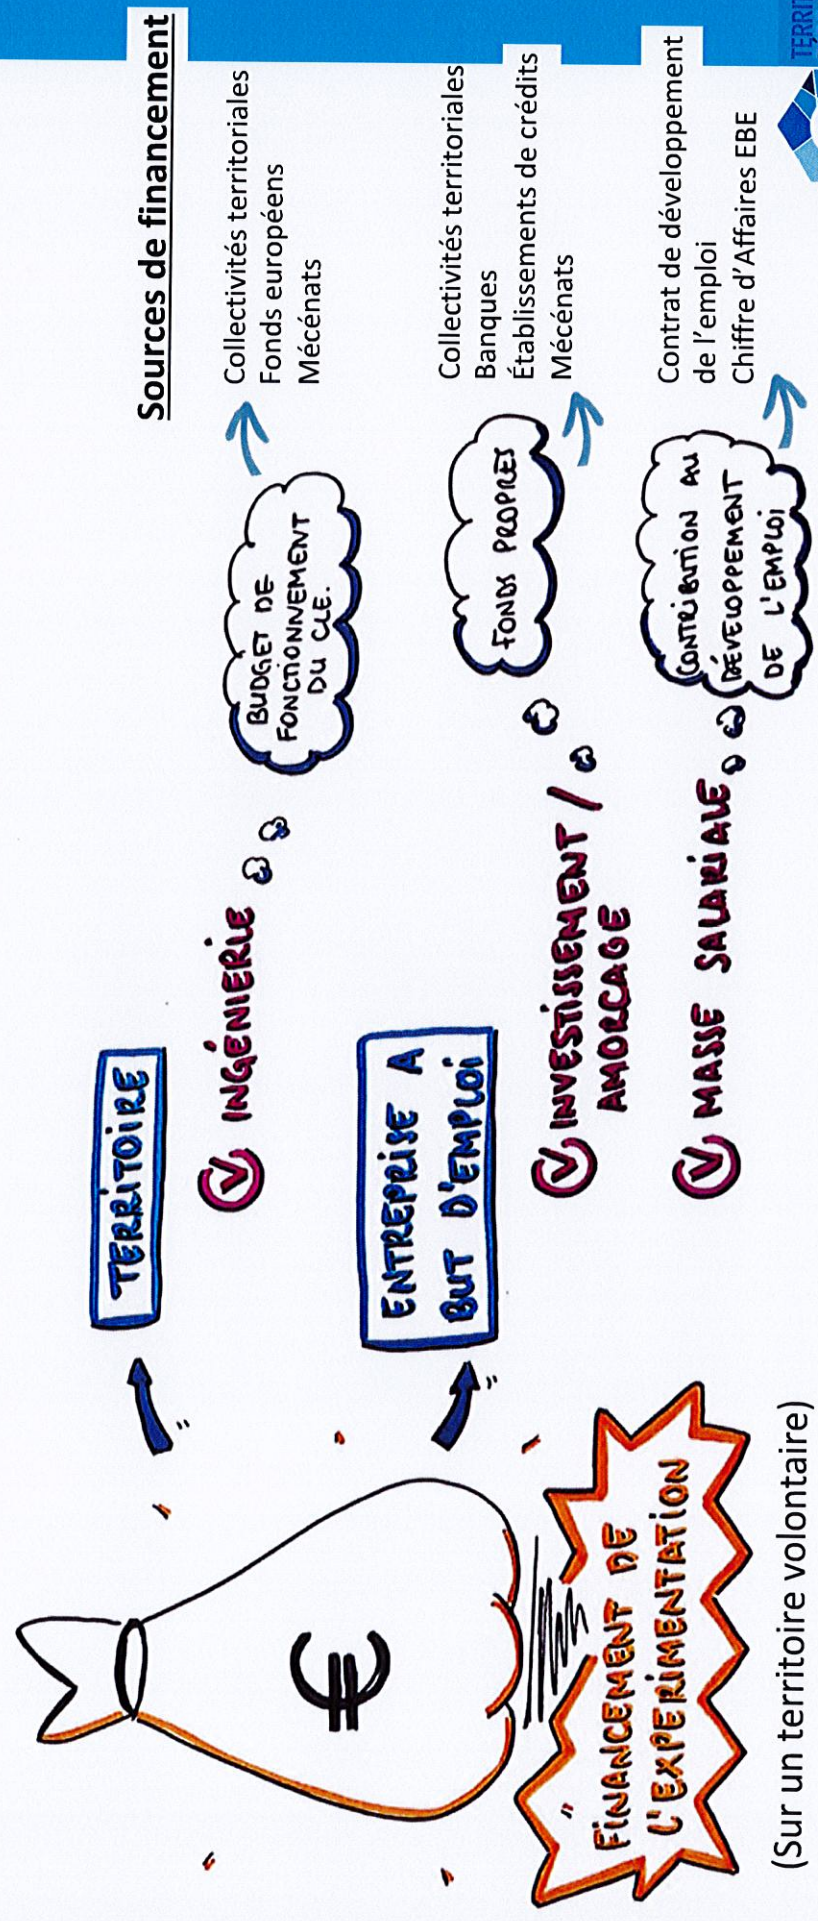 Sources de financement
TERRITOIRE
INGÉNIERIE
BUDGET DE
FONCTIONNEMENT
DU CLE.
Collectivités territoriales
Fonds européens
Mécénats
€
ENTREPRISE A
BUT D'EMPLOI
INVESTISSEMENT /
AMORCAGE
FONDS PROPRES
Collectivités territoriales
Banques
Établissements de crédits
Mécénats
MASSE SALARIALE
CONTRIBUTION AU
DÉVELOPPEMENT
DE L'EMPLOI
Contrat de développement
de l'emploi
Chiffre d'Affaires EBE
FINANCEMENT DE
L'EXPERIMENTATION
(Sur un territoire volontaire)